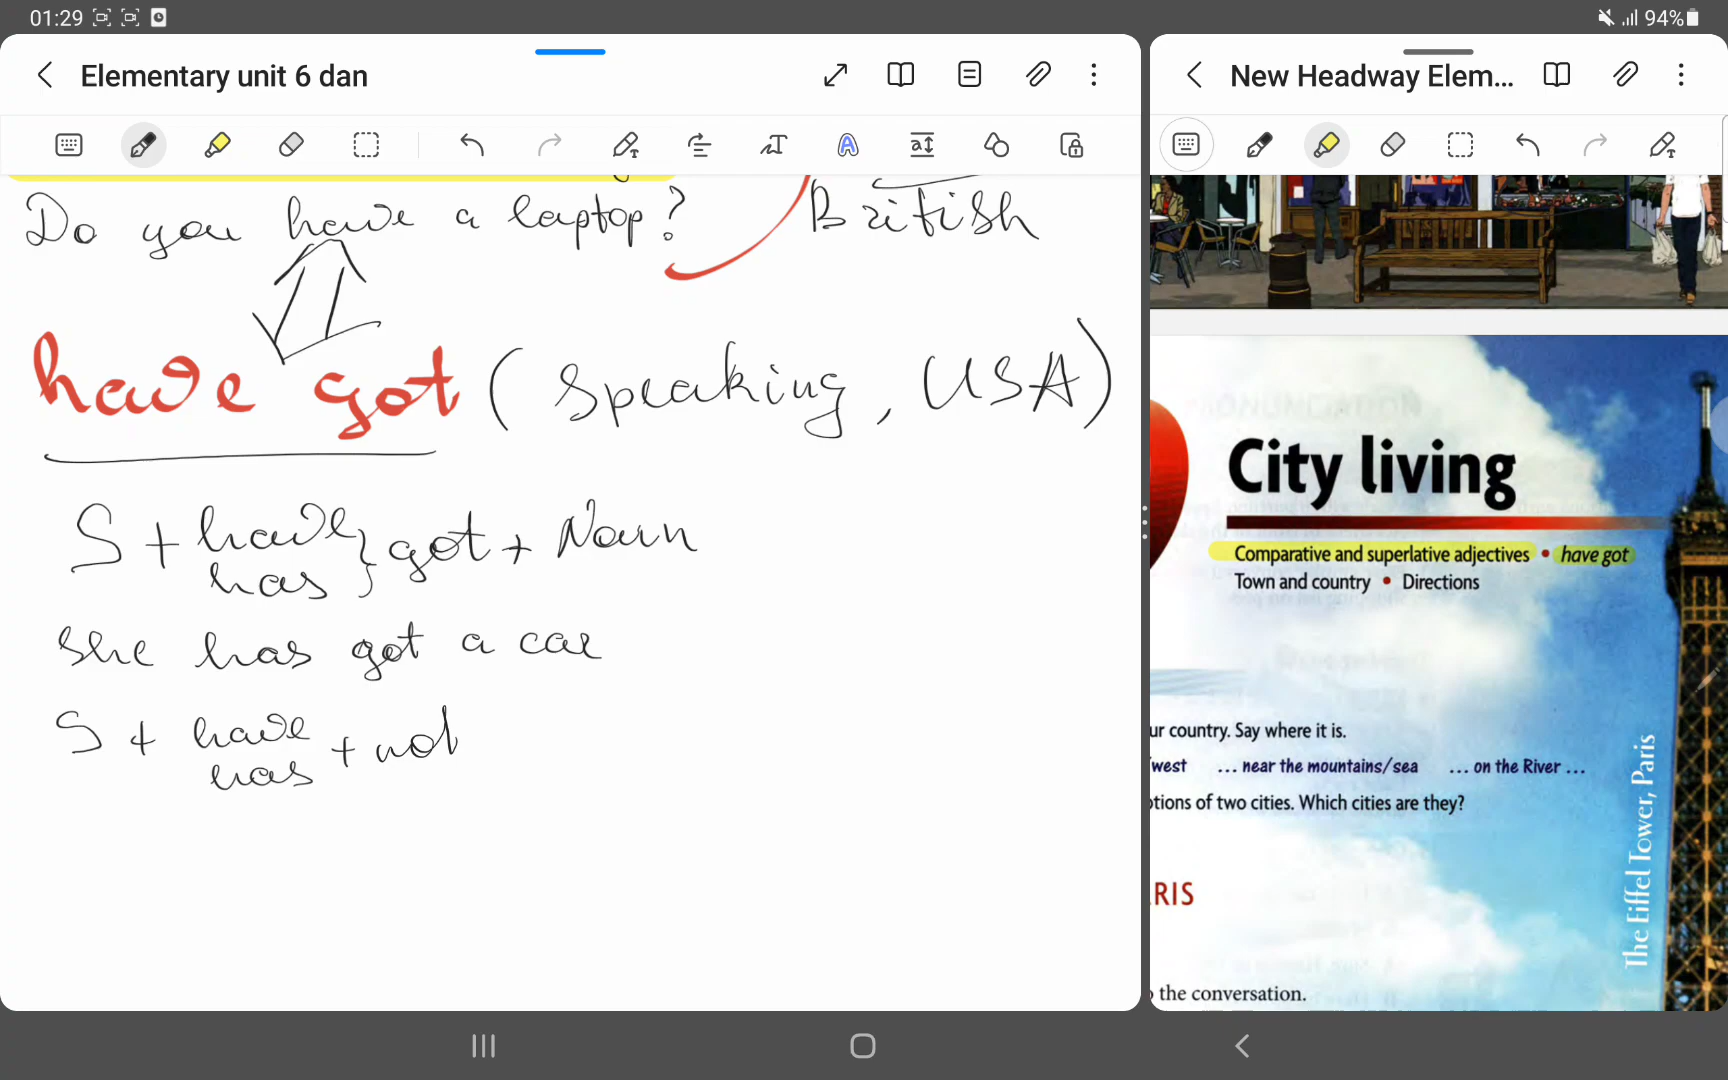 01:29
94%
Elementary unit 6 dan
Do you have a laptop?
British
have got ( Speaking, USA)
S + have
has } got + Noun
she has got a car
S + have
has + not
New Headway Elem...
City living
Comparative and superlative adjectives • have got
Town and country • Directions
ur country. Say where it is.
west ... near the mountains/sea ... on the River ...
ptions of two cities. Which cities are they?
RIS
the conversation.
The Eiffel Tower, Paris